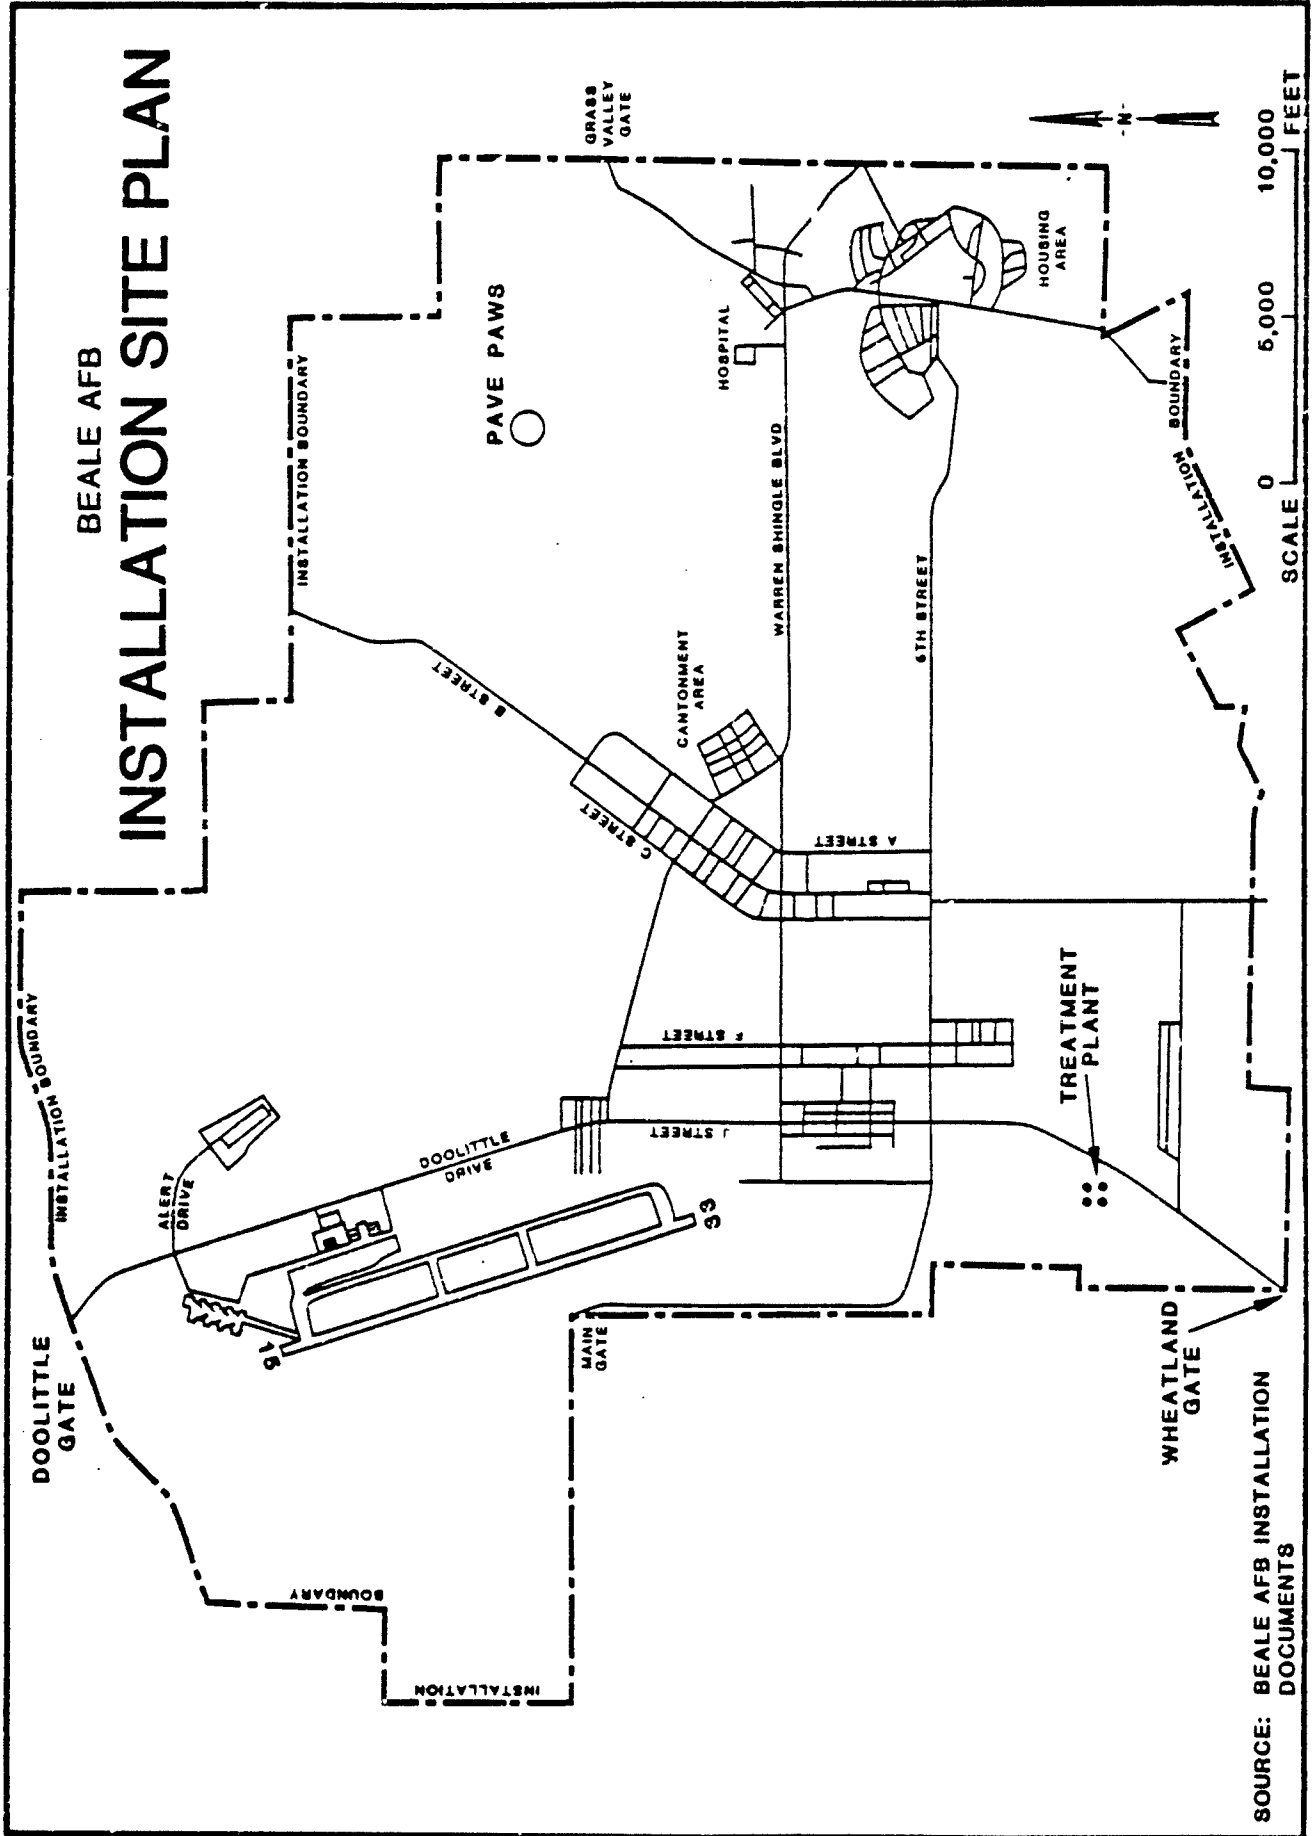 BEALE AFB
INSTALLATION SITE PLAN
DOOLITTLE
GATE
INSTALLATION BOUNDARY
ALERT
DRIVE
DOOLITTLE
DRIVE
15
33
INSTALLATION BOUNDARY
B STREET
PAVE PAWS
GRASS
VALLEY
GATE
INSTALLATION
BOUNDARY
MAIN
GATE
J STREET
F STREET
C STREET
A STREET
CANTONMENT
AREA
WARREN SHINGLE BLVD
HOSPITAL
6TH STREET
HOUSING
AREA
TREATMENT
PLANT
WHEATLAND
GATE
INSTALLATION
BOUNDARY
-N-
SOURCE: BEALE AFB INSTALLATION
DOCUMENTS
0 5,000 10,000
SCALE FEET